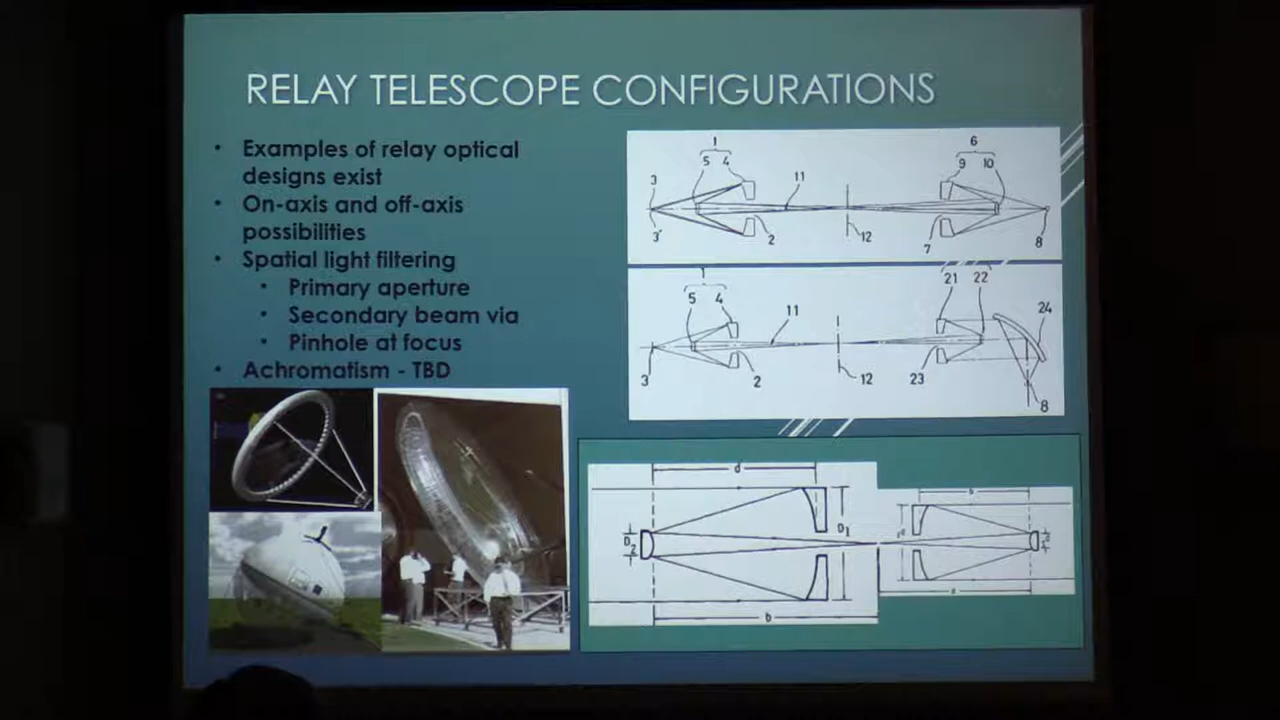 RELAY TELESCOPE CONFIGURATIONS
• Examples of relay optical
designs exist
• On-axis and off-axis
possibilities
• Spatial light filtering
• Primary aperture
• Secondary beam via
• Pinhole at focus
• Achromatism - TBD
1
5 4
3
11
3'
2
12
6
9 10
7
8
1
5 4
11
3
2
12
21 22
24
23
8
d
D1
D2
b